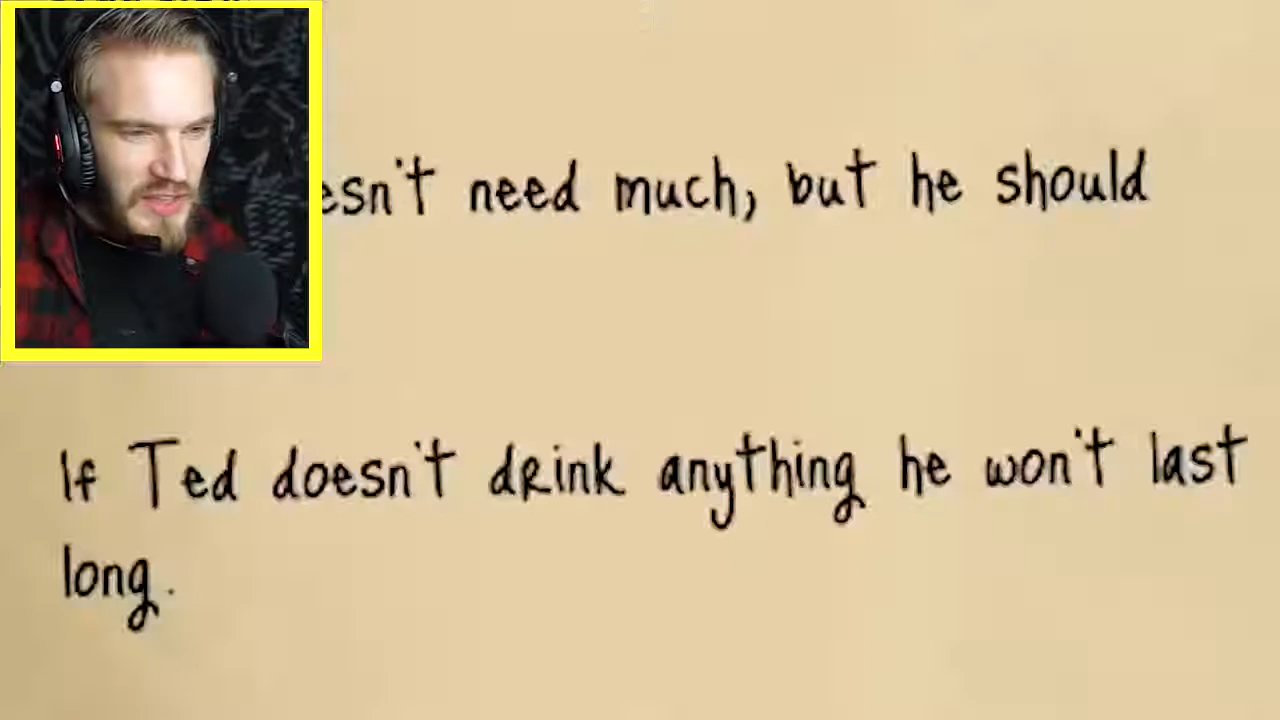 esn't need much, but he should
If Ted doesn't drink anything he won't last
long.